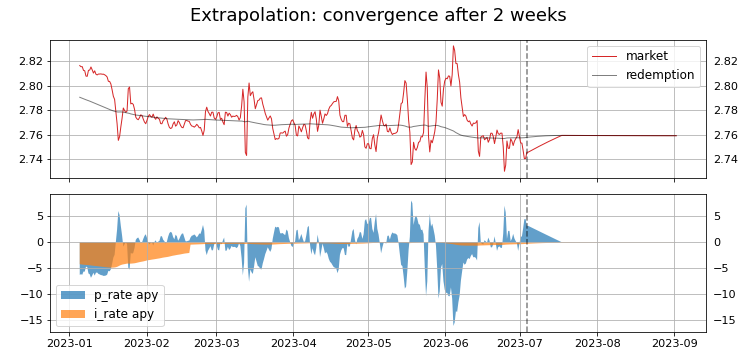 Extrapolation: convergence after 2 weeks
2.82 2.82
2.80 2.80
2.78 2.78
2.76 2.76
2.74 2.74
market
redemption
5 5
0 0
−5 −5
−10 −10
−15 −15
p_rate apy
i_rate apy
2023-01 2023-02 2023-03 2023-04 2023-05 2023-06 2023-07 2023-08 2023-09